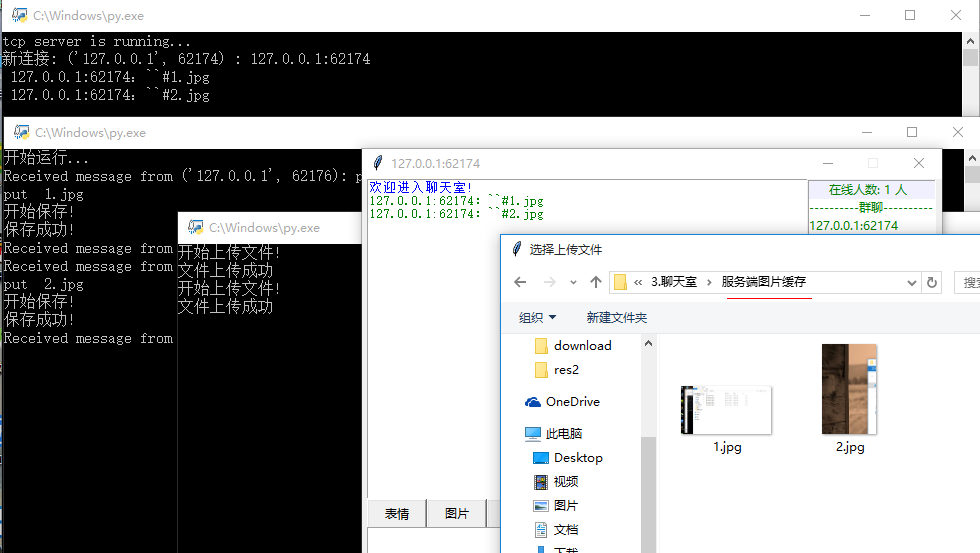 C:\Windows\py.exe
tcp server is running...
新连接: ('127.0.0.1', 62174) : 127.0.0.1:62174
127.0.0.1:62174: ``#1.jpg
127.0.0.1:62174: ``#2.jpg
C:\Windows\py.exe
开始运行...
Received message from ('127.0.0.1', 62176): p
put 1.jpg
开始保存!
保存成功!
Received message from
Received message from
put 2.jpg
开始保存!
保存成功!
Received message from
C:\Windows\py.exe
开始上传文件!
文件上传成功
开始上传文件!
文件上传成功
127.0.0.1:62174
欢迎进入聊天室!
127.0.0.1:62174: ``#1.jpg
127.0.0.1:62174: ``#2.jpg
在线人数: 1 人
----------群聊----------
127.0.0.1:62174
表情
图片
选择上传文件
« 3.聊天室 › 服务端图片缓存
搜索
组织
新建文件夹
download
res2
OneDrive
此电脑
Desktop
视频
图片
文档
下载
1.jpg
2.jpg